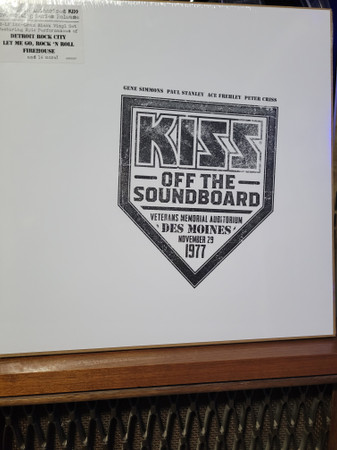 DETROIT ROCK CITY
LET ME GO, ROCK 'N ROLL
FIREHOUSE
GENE SIMMONS PAUL STANLEY ACE FREHLEY PETER CRISS
KISS
OFF THE
SOUNDBOARD
VETERANS MEMORIAL AUDITORIUM
DES MOINES
NOVEMBER 29
1977